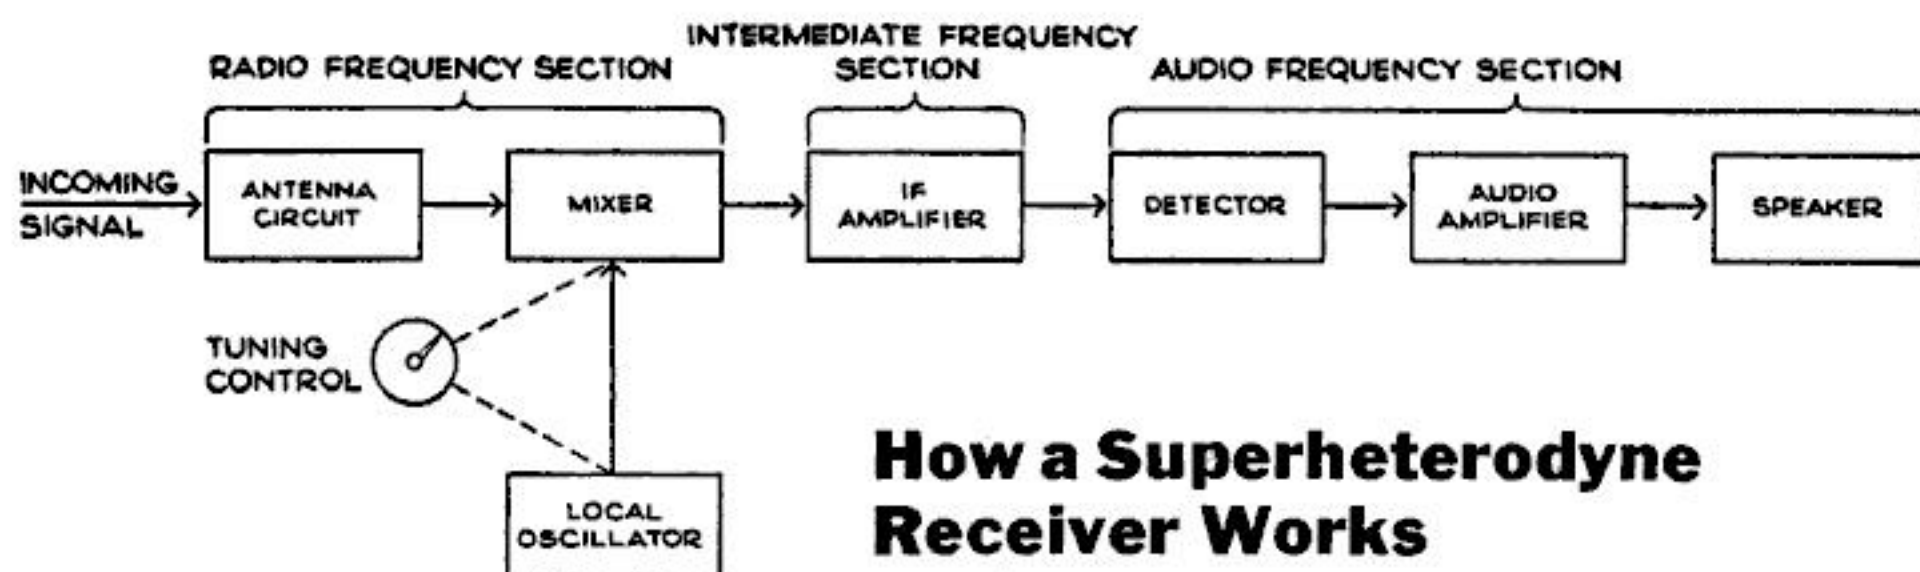 INTERMEDIATE FREQUENCY
RADIO FREQUENCY SECTION
SECTION
AUDIO FREQUENCY SECTION
INCOMING
SIGNAL
ANTENNA
CIRCUIT
MIXER
IF
AMPLIFIER
DETECTOR
AUDIO
AMPLIFIER
SPEAKER
TUNING
CONTROL
LOCAL
OSCILLATOR
How a Superheterodyne
Receiver Works